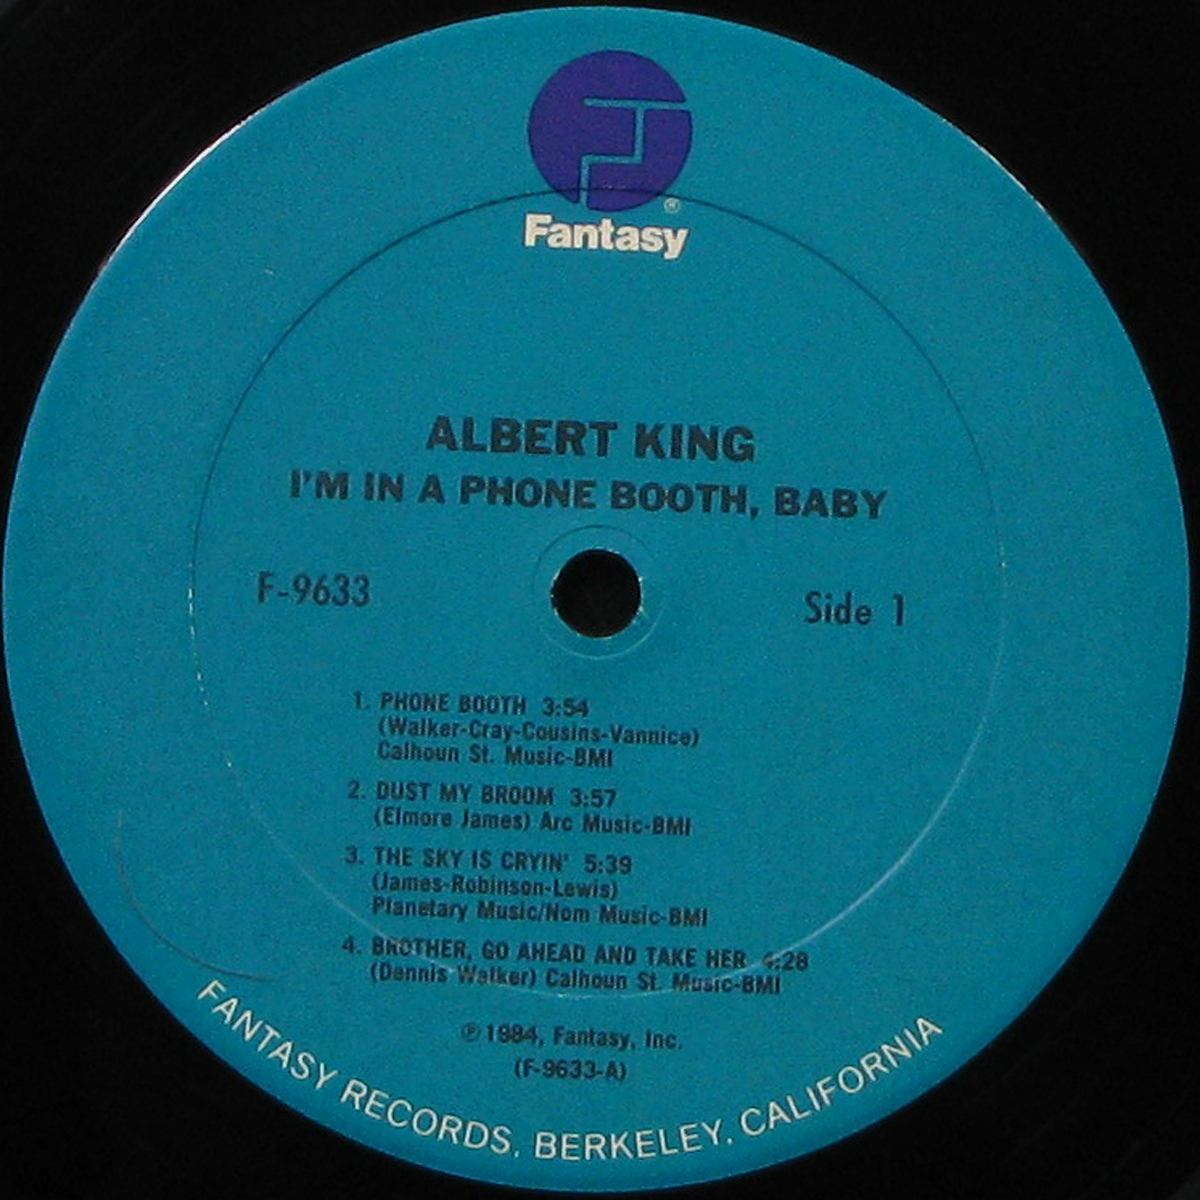 ®
Fantasy
ALBERT KING
I'M IN A PHONE BOOTH, BABY
F-9633
Side 1
1. PHONE BOOTH 3:54
(Walker-Cray-Cousins-Vannice)
Calhoun St. Music-BMI
2. DUST MY BROOM 3:57
(Elmore James) Arc Music-BMI
3. THE SKY IS CRYIN' 5:39
(James-Robinson-Lewis)
Planetary Music/Nom Music-BMI
4. BROTHER, GO AHEAD AND TAKE HER 4:28
(Dennis Walker) Calhoun St. Music-BMI
℗ 1984, Fantasy, Inc.
(F-9633-A)
FANTASY RECORDS, BERKELEY, CALIFORNIA